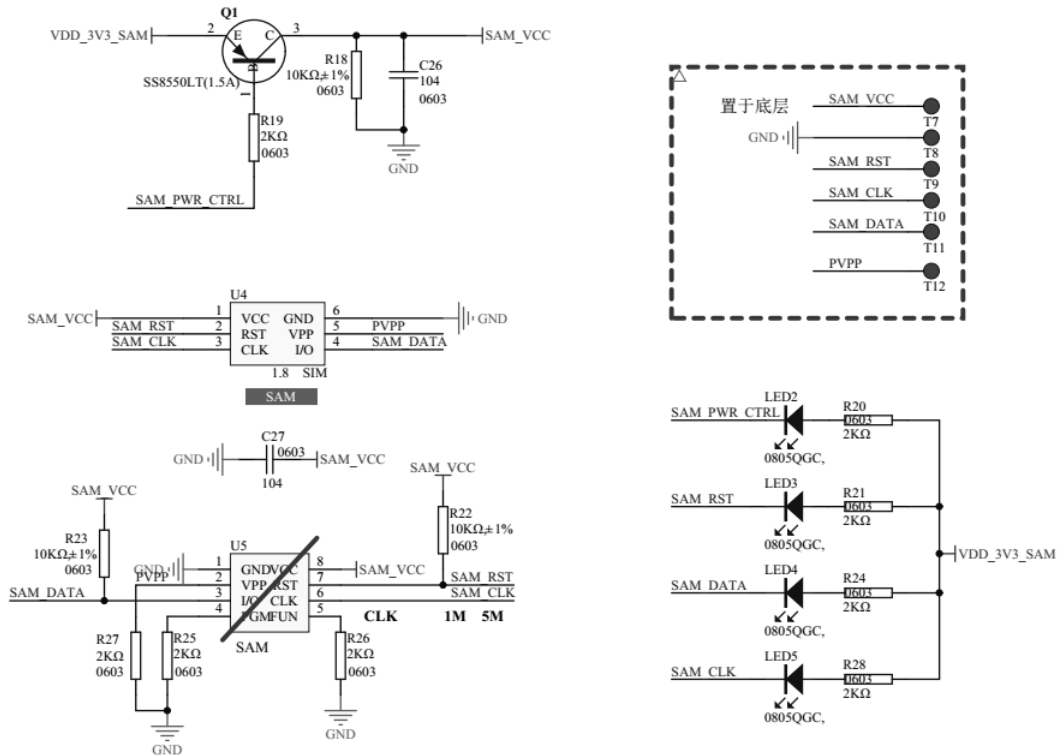 Q1
VDD_3V3_SAM
2
E
C
3
SAM_VCC
B
1
SS8550LT(1.5A)
R18
10KΩ,±1%
0603
C26
104
0603
GND
R19
2KΩ
0603
SAM_PWR_CTRL
置于底层
SAM_VCC
T7
GND
T8
SAM_RST
T9
SAM_CLK
T10
SAM_DATA
T11
PVPP
T12
U4
SAM_VCC
1
VCC
GND
6
GND
SAM_RST
2
RST
VPP
5
PVPP
SAM_CLK
3
CLK
I/O
4
SAM_DATA
1.8
SIM
SAM
C27
GND
0603
SAM_VCC
104
SAM_VCC
R23
10KΩ,±1%
0603
SAM_VCC
R22
10KΩ,±1%
0603
U5
GND
1
GND
VCC
8
SAM_VCC
PVPP
2
VPP
RST
7
SAM_RST
SAM_DATA
3
I/O
CLK
6
SAM_CLK
4
PGM
FUN
5
CLK
1M
5M
SAM
R27
2KΩ
0603
R25
2KΩ
0603
R26
2KΩ
0603
GND
GND
LED2
SAM_PWR_CTRL
R20
0603
2KΩ
0805QGC,
LED3
SAM_RST
R21
0603
2KΩ
0805QGC,
VDD_3V3_SAM
LED4
SAM_DATA
R24
0603
2KΩ
0805QGC,
LED5
SAM_CLK
R28
0603
2KΩ
0805QGC,